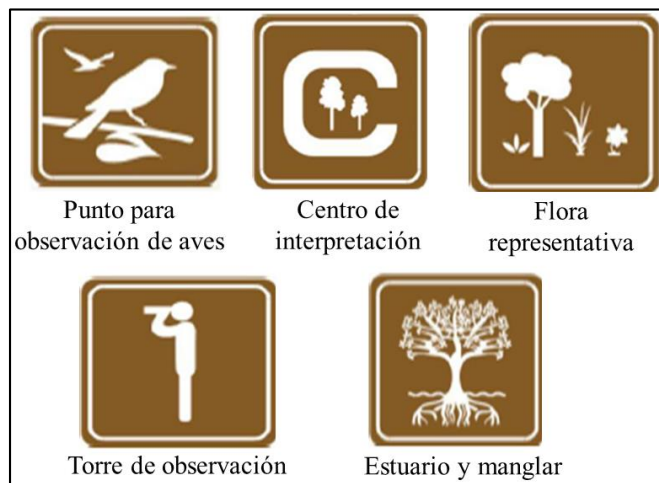 Punto para
observación de aves
Centro de
interpretación
Flora
representativa
Torre de observación
Estuario y manglar